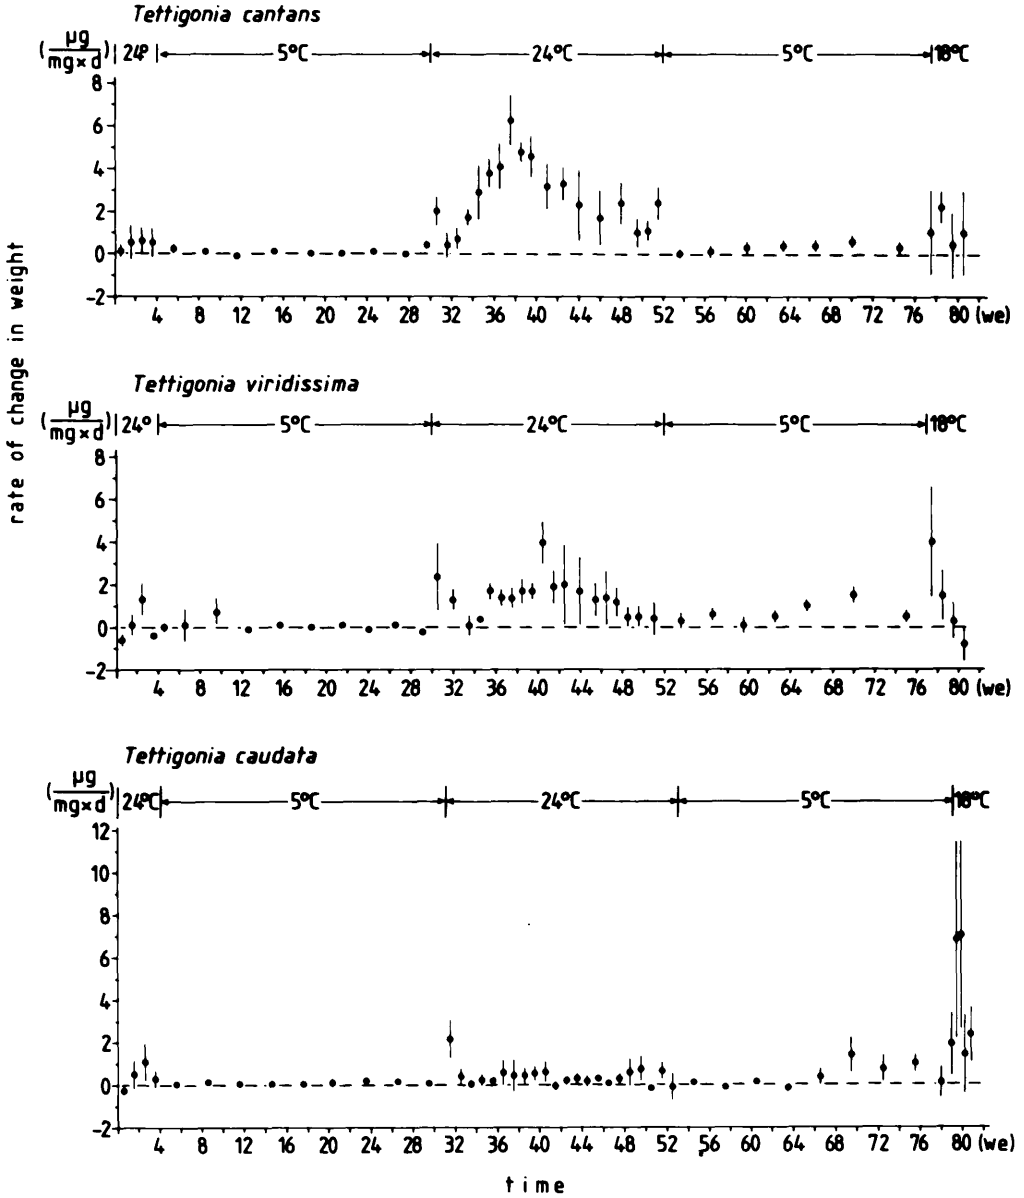 Tettigonia cantans
(µg/mg×d) 24° 5°C 24°C 5°C 18°C
8
6
4
2
0
-2
4 8 12 16 20 24 28 32 36 40 44 48 52 56 60 64 68 72 76 80 (we)
rate of change in weight
Tettigonia viridissima
(µg/mg×d) 24° 5°C 24°C 5°C 18°C
8
6
4
2
0
-2
4 8 12 16 20 24 28 32 36 40 44 48 52 56 60 64 68 72 76 80 (we)
Tettigonia caudata
(µg/mg×d) 24°C 5°C 24°C 5°C 18°C
12
10
8
6
4
2
0
-2
4 8 12 16 20 24 28 32 36 40 44 48 52 56 60 64 68 72 76 80 (we)
time